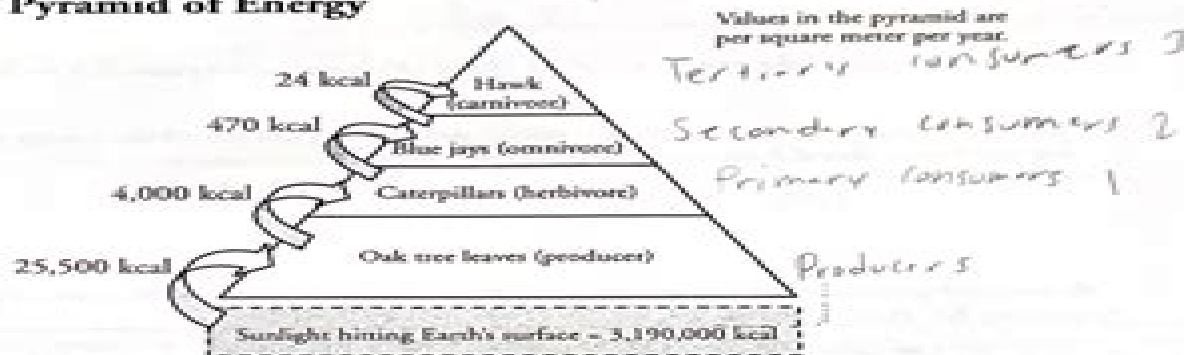 Pyramid of Energy
Values in the pyramid are
per square meter per year.
Tertiary consumers 3
24 kcal
Hawk
(carnivore)
470 kcal
Blue jays (omnivore)
Secondary consumers 2
4,000 kcal
Caterpillars (herbivore)
Primary consumers 1
25,500 kcal
Oak tree leaves (producer)
Producers
Sunlight hitting Earth's surface = 3,190,000 kcal